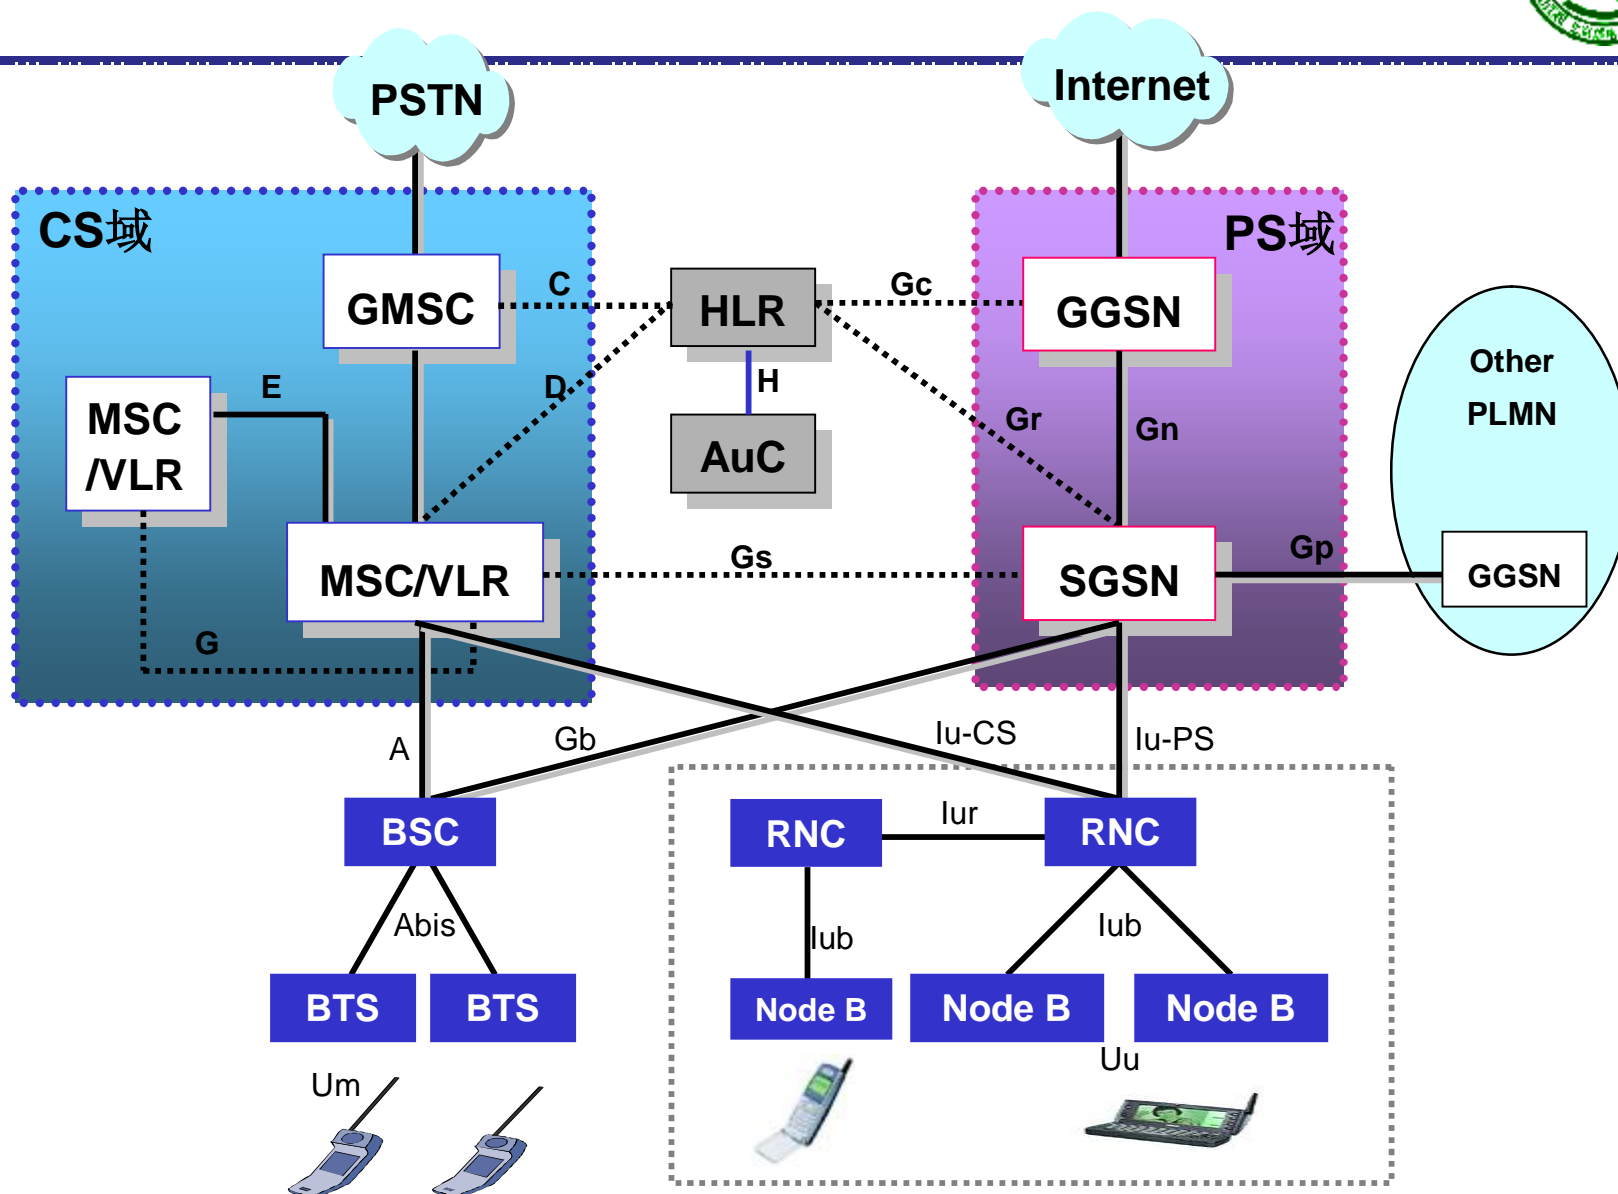 PSTN
Internet
CS域
PS域
GMSC
C
HLR
Gc
GGSN
Other
PLMN
E
D
H
MSC
/VLR
AuC
Gr
Gn
MSC/VLR
Gs
SGSN
Gp
GGSN
G
A
Gb
Iu-CS
Iu-PS
BSC
RNC
Iur
RNC
Abis
Iub
Iub
BTS
BTS
Node B
Node B
Node B
Um
Uu